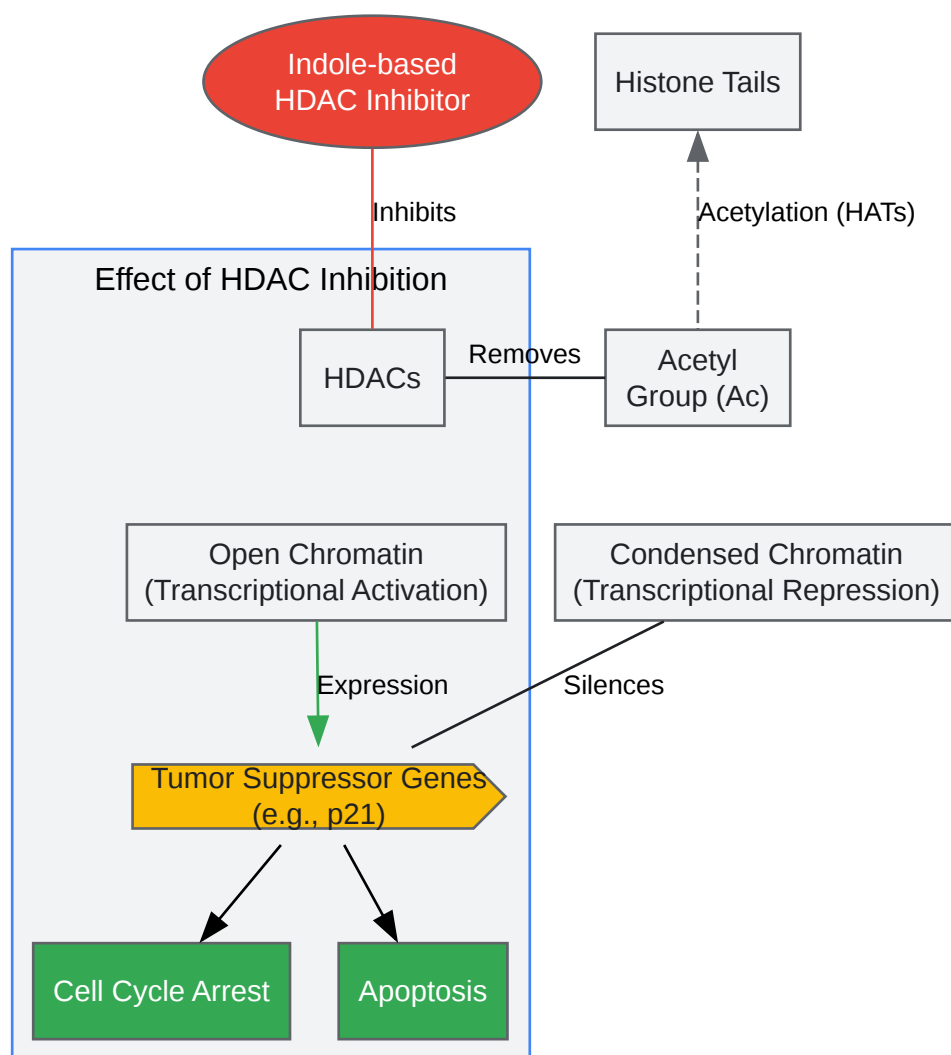 Indole-based
HDAC Inhibitor
Histone Tails
Inhibits
Acetylation (HATs)
Effect of HDAC Inhibition
HDACs
Removes
Acetyl
Group (Ac)
Open Chromatin
(Transcriptional Activation)
Condensed Chromatin
(Transcriptional Repression)
Expression
Silences
Tumor Suppressor Genes
(e.g., p21)
Cell Cycle Arrest
Apoptosis